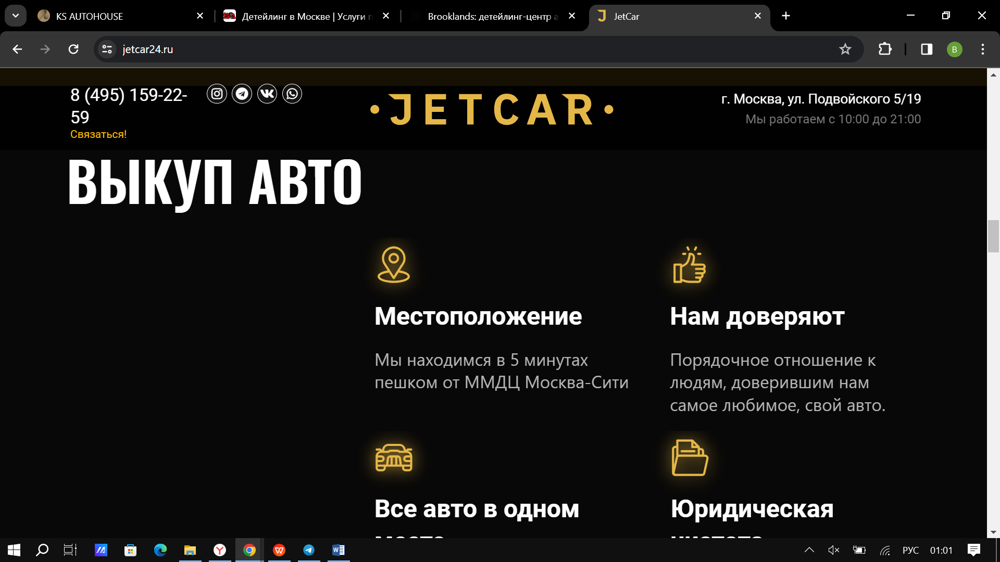 KS AUTOHOUSE
Детейлинг в Москве | Услуги п
Brooklands: детейлинг-центр а
JetCar
jetcar24.ru
B
8 (495) 159-22-
59
Связаться!
• JETCAR •
г. Москва, ул. Подвойского 5/19
Мы работаем с 10:00 до 21:00
ВЫКУП АВТО
Местоположение
Мы находимся в 5 минутах
пешком от ММДЦ Москва-Сити
Нам доверяют
Порядочное отношение к
людям, доверившим нам
самое любимое, свой авто.
Все авто в одном
месте
Юридическая
чистота
РУС
01:01